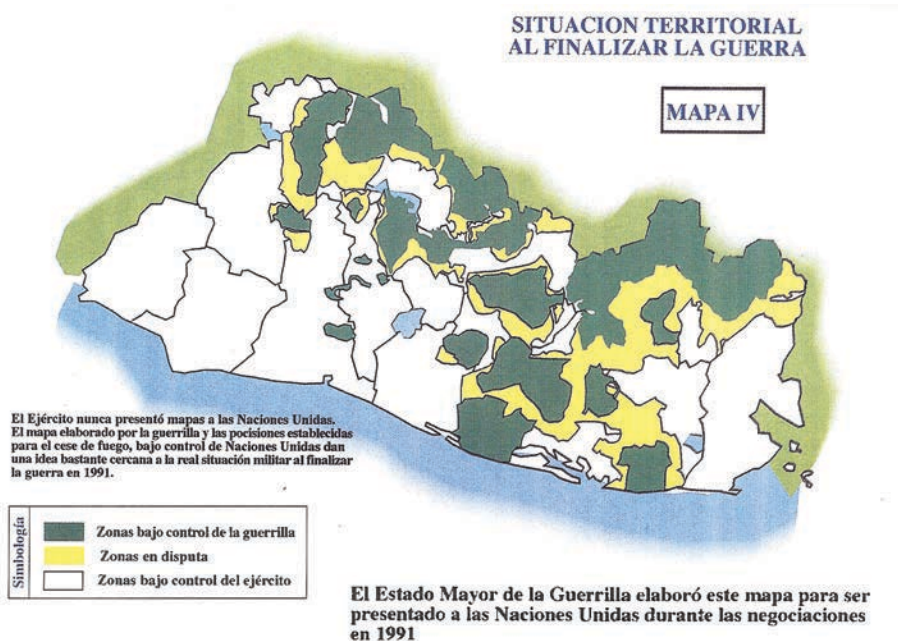 SITUACION TERRITORIAL
AL FINALIZAR LA GUERRA
MAPA IV
El Ejército nunca presentó mapas a las Naciones Unidas.
El mapa elaborado por la guerrilla y las pocisiones establecidas
para el cese de fuego, bajo control de Naciones Unidas dan
una idea bastante cercana a la real situación militar al finalizar
la guerra en 1991.
Simbología
Zonas bajo control de la guerrilla
Zonas en disputa
Zonas bajo control del ejército
El Estado Mayor de la Guerrilla elaboró este mapa para ser
presentado a las Naciones Unidas durante las negociaciones
en 1991